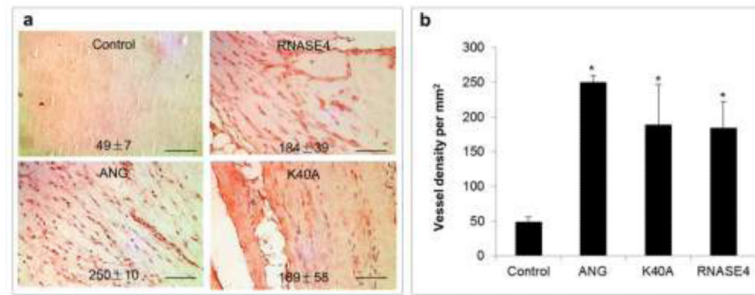 a
Control
49±7
RNASE4
184±39
ANG
250±10
K40A
189±58
b
Vessel density per mm²
300
250
200
150
100
50
0
*
*
*
Control
ANG
K40A
RNASE4